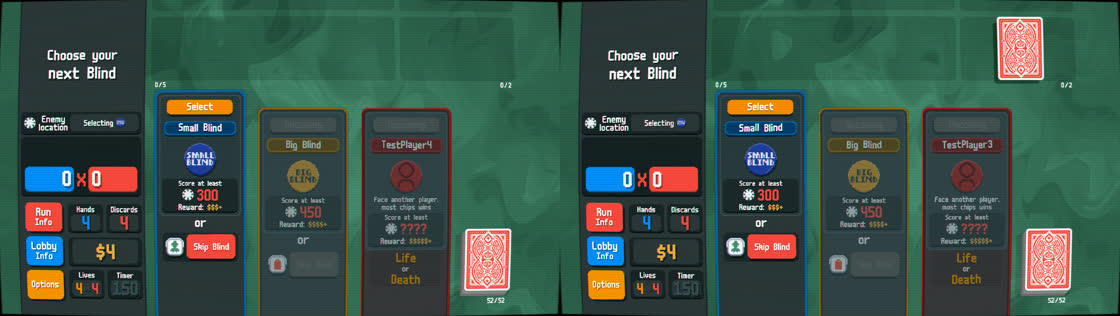 Choose your
next Blind
Enemy
location
Selecting
0 X 0
Run
Info
Hands
4
Discards
4
Lobby
Info
$4
Options
Lives
4 - 4
Timer
150
0/5
0/2
Select
Small Blind
SMALL
BLIND
Score at least
300
Reward: $$$+
or
Skip Blind
Big Blind
BIG
BLIND
Score at least
450
Reward: $$$$+
or
TestPlayer4
Face another player,
most chips wins
Score at least
????
Reward: $$$$$+
Life
or
Death
52/52
Choose your
next Blind
Enemy
location
Selecting
0 X 0
Run
Info
Hands
4
Discards
4
Lobby
Info
$4
Options
Lives
4 - 4
Timer
150
0/5
0/2
Select
Small Blind
SMALL
BLIND
Score at least
300
Reward: $$$+
or
Skip Blind
Big Blind
BIG
BLIND
Score at least
450
Reward: $$$$+
or
TestPlayer3
Face another player,
most chips wins
Score at least
????
Reward: $$$$$+
Life
or
Death
52/52